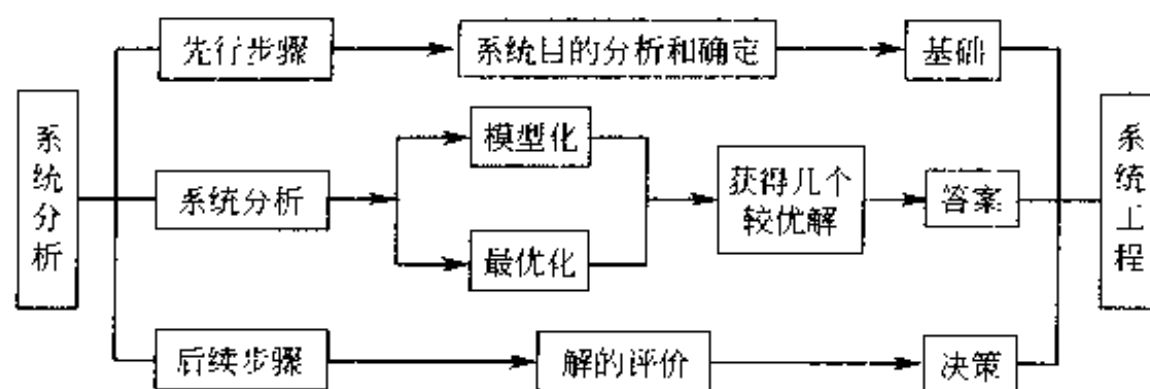 系统分析
先行步骤
系统目的分析和确定
基础
系统分析
模型化
最优化
获得几个
较优解
答案
后续步骤
解的评价
决策
系统工程